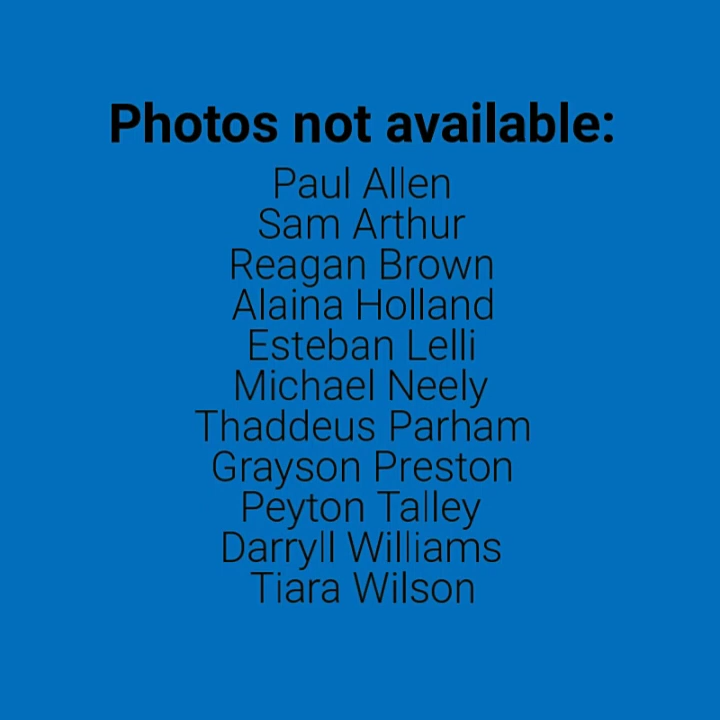 Photos not available:
Paul Allen
Sam Arthur
Reagan Brown
Alaina Holland
Esteban Lelli
Michael Neely
Thaddeus Parham
Grayson Preston
Peyton Talley
Darryll Williams
Tiara Wilson